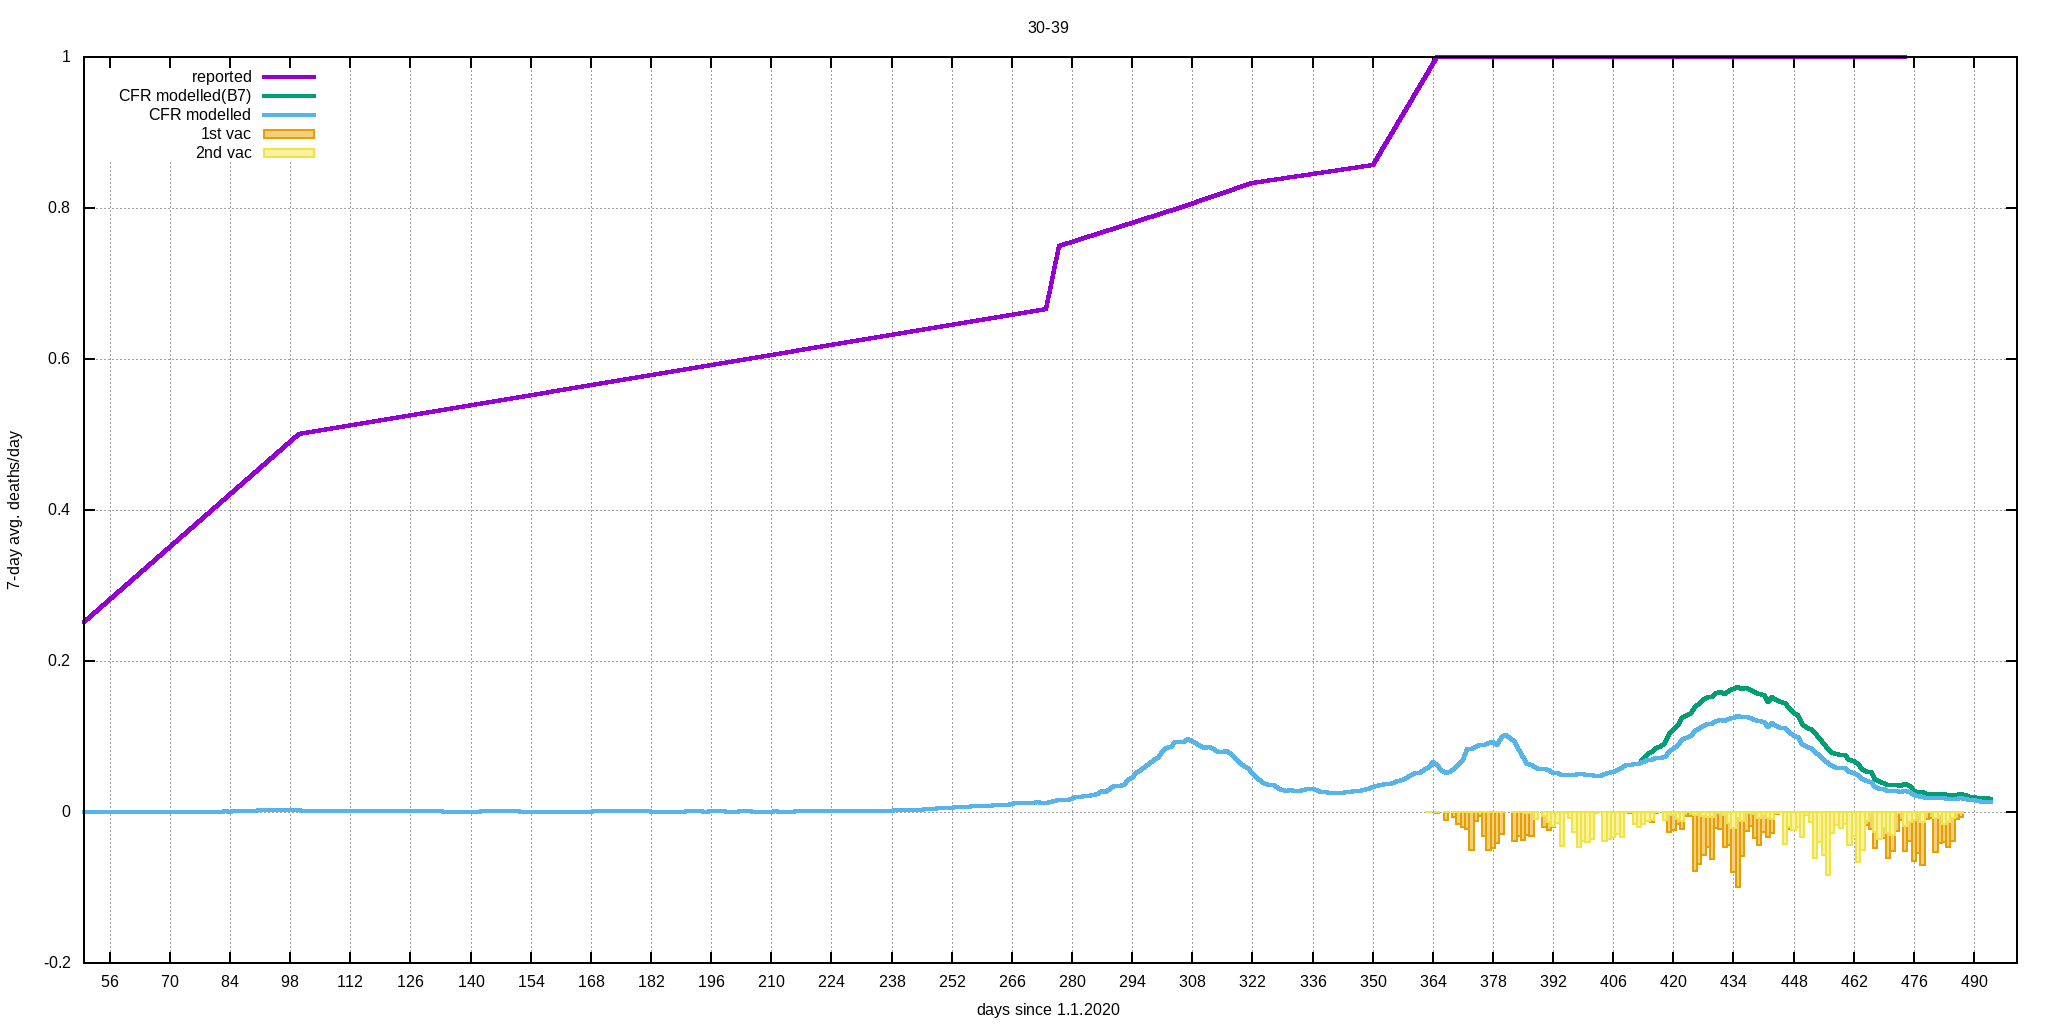 30-39
1
reported
CFR modelled(B7)
CFR modelled
1st vac
2nd vac
0.8
0.6
0.4
0.2
0
-0.2
7-day avg. deaths/day
56 70 84 98 112 126 140 154 168 182 196 210 224 238 252 266 280 294 308 322 336 350 364 378 392 406 420 434 448 462 476 490
days since 1.1.2020